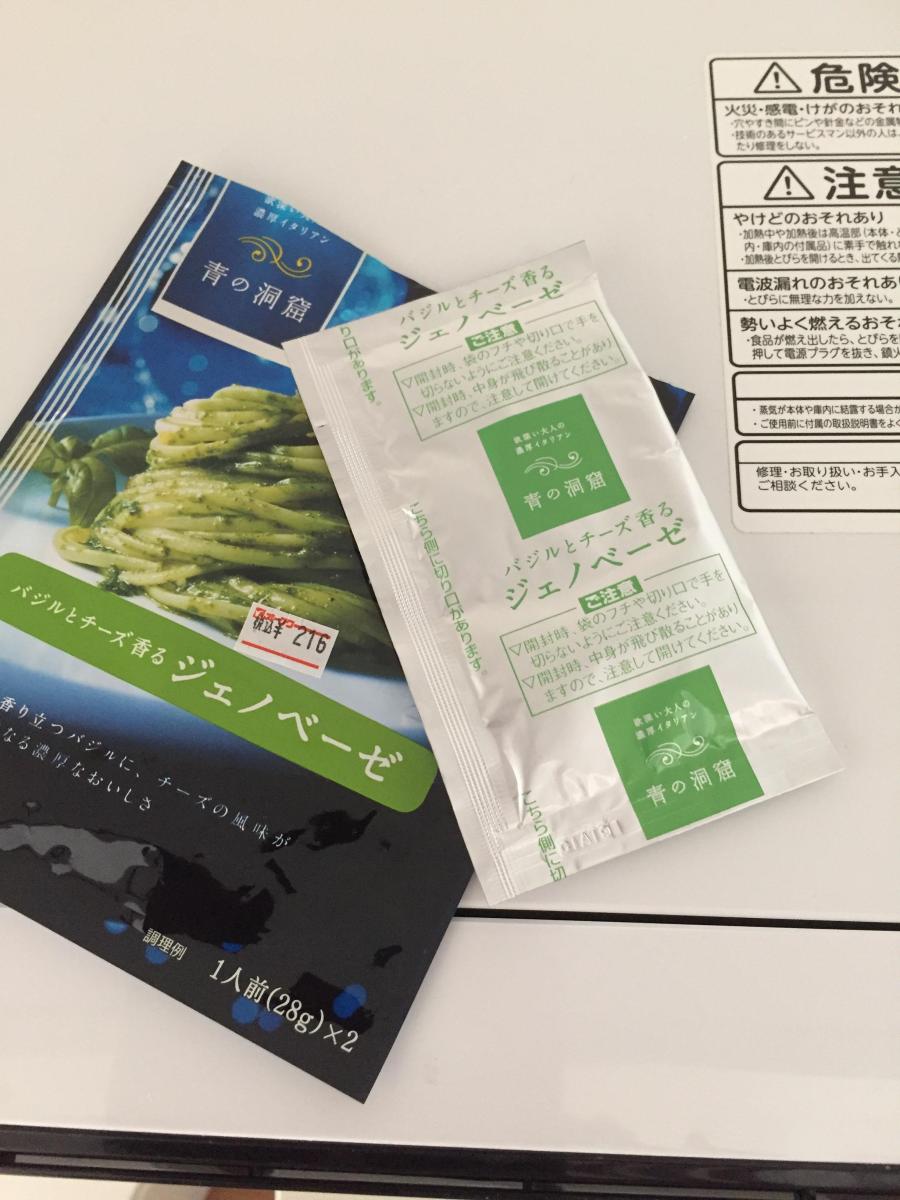 濃厚イタリアン
青の洞窟
バジルとチーズ香る
ジェノベーゼ
216
香り立つバジルに、チーズの風味が
なる濃厚なおいしさ
調理例
1人前(28g)×2
り口があります。
バジルとチーズ香る
ジェノベーゼ
ご注意
▽開封時、袋のフチや切り口で手を
切らないようにご注意ください。
▽開封時、中身が飛び散ることがあり
ますので、注意して開けてください。
欲深い大人の
濃厚イタリアン
青の洞窟
こちら側に切り口があります。
バジルとチーズ香る
ジェノベーゼ
ご注意
▽開封時、袋のフチや切り口で手を
切らないようにご注意ください。
▽開封時、中身が飛び散ることがあり
ますので、注意して開けてください。
欲深い大人の
濃厚イタリアン
青の洞窟
こちら側に切
危険
火災・感電・けがのおそれ
・穴やすき間にピンや針金などの金属
・技術のあるサービスマン以外の人は、
たり修理をしない。
注意
やけどのおそれあり
・加熱中や加熱後は高温部(本体・
内・庫内の付属品)に素手で触れ
・加熱後とびらを開けるとき、出てくる
電波漏れのおそれあ
・とびらに無理な力を加えない。
勢いよく燃えるおそ
・食品が燃え出したら、とびらを
押して電源プラグを抜き、鎮火
・蒸気が本体や庫内に結露する場合か
・ご使用前に付属の取扱説明書をよく
修理・お取り扱い・お手入
ご相談ください。